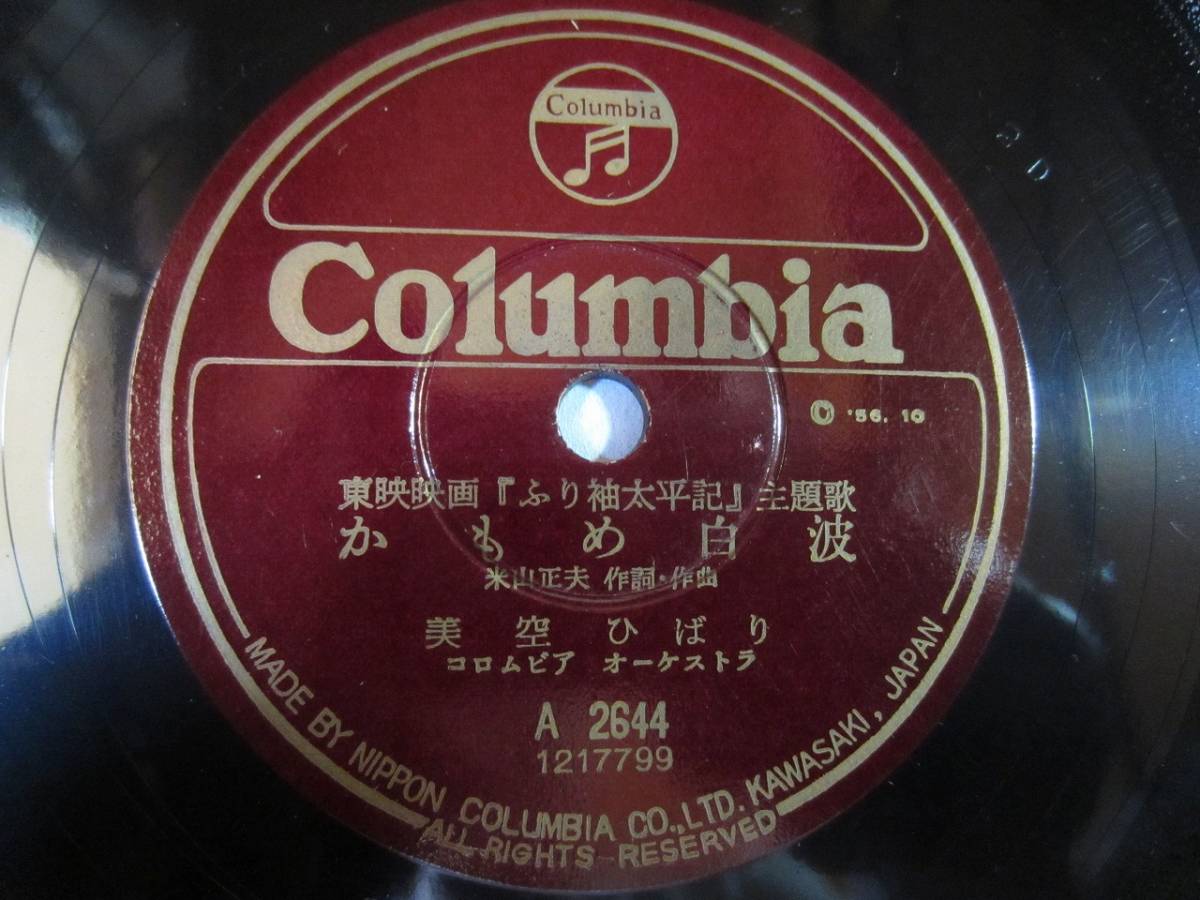 Columbia
Columbia
'56. 10
東映映画『ふり袖太平記』主題歌
かもめ白波
米山正夫 作詞・作曲
美空 ひばり
コロムビア オーケストラ
A 2644
1217799
MADE BY NIPPON COLUMBIA CO., LTD. KAWASAKI, JAPAN
ALL RIGHTS RESERVED